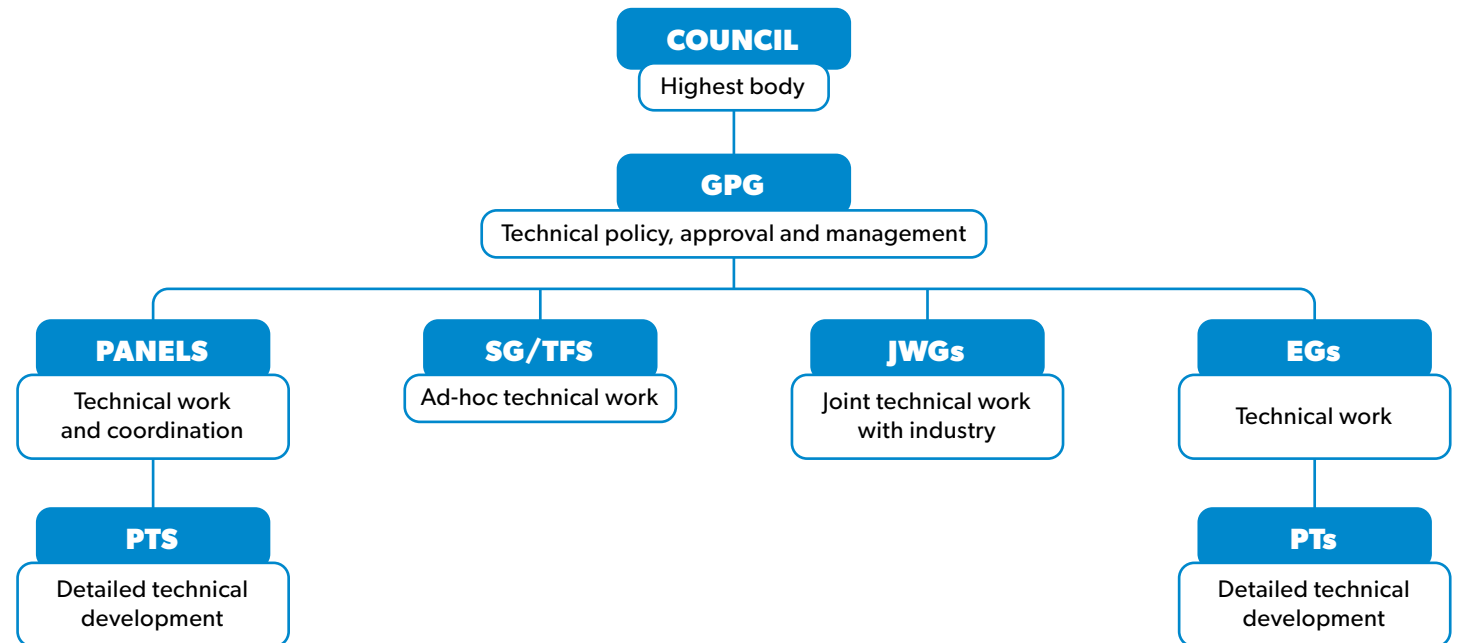 COUNCIL
Highest body
GPG
Technical policy, approval and management
PANELS
Technical work
and coordination
SG/TFS
Ad-hoc technical work
JWGs
Joint technical work
with industry
EGs
Technical work
PTS
Detailed technical
development
PTs
Detailed technical
development